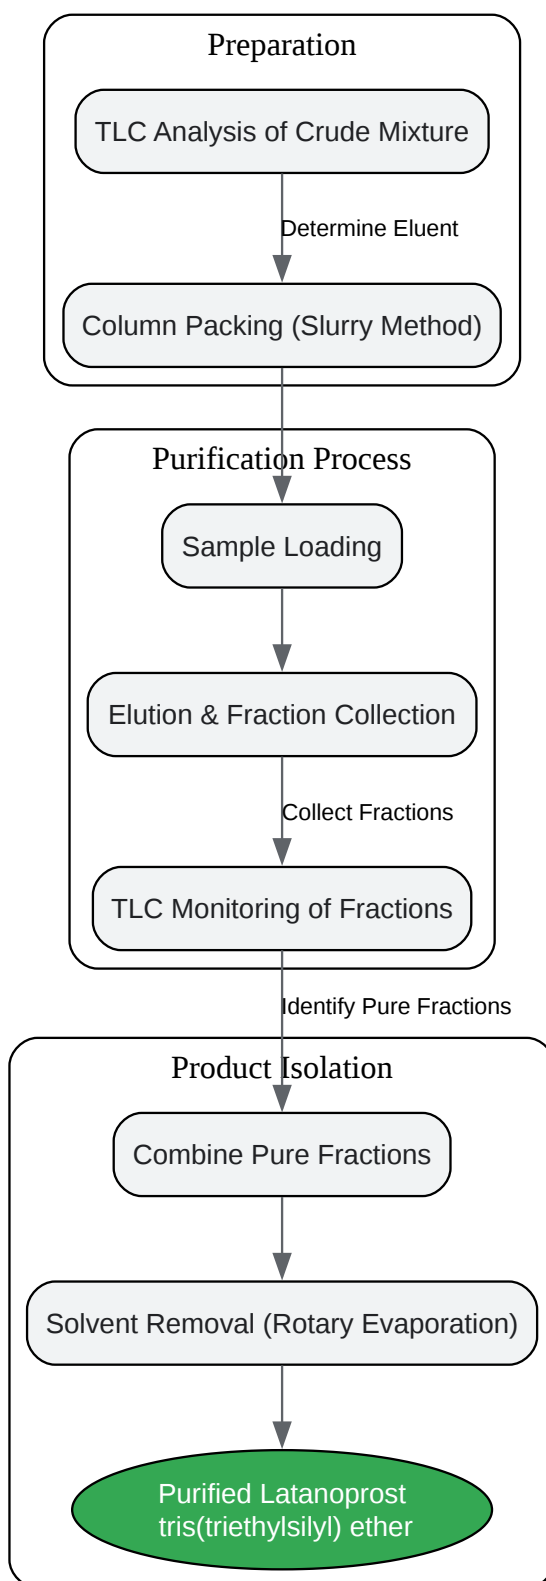 Preparation
TLC Analysis of Crude Mixture
Determine Eluent
Column Packing (Slurry Method)
Purification Process
Sample Loading
Elution & Fraction Collection
Collect Fractions
TLC Monitoring of Fractions
Identify Pure Fractions
Product Isolation
Combine Pure Fractions
Solvent Removal (Rotary Evaporation)
Purified Latanoprost
tris(triethylsilyl) ether